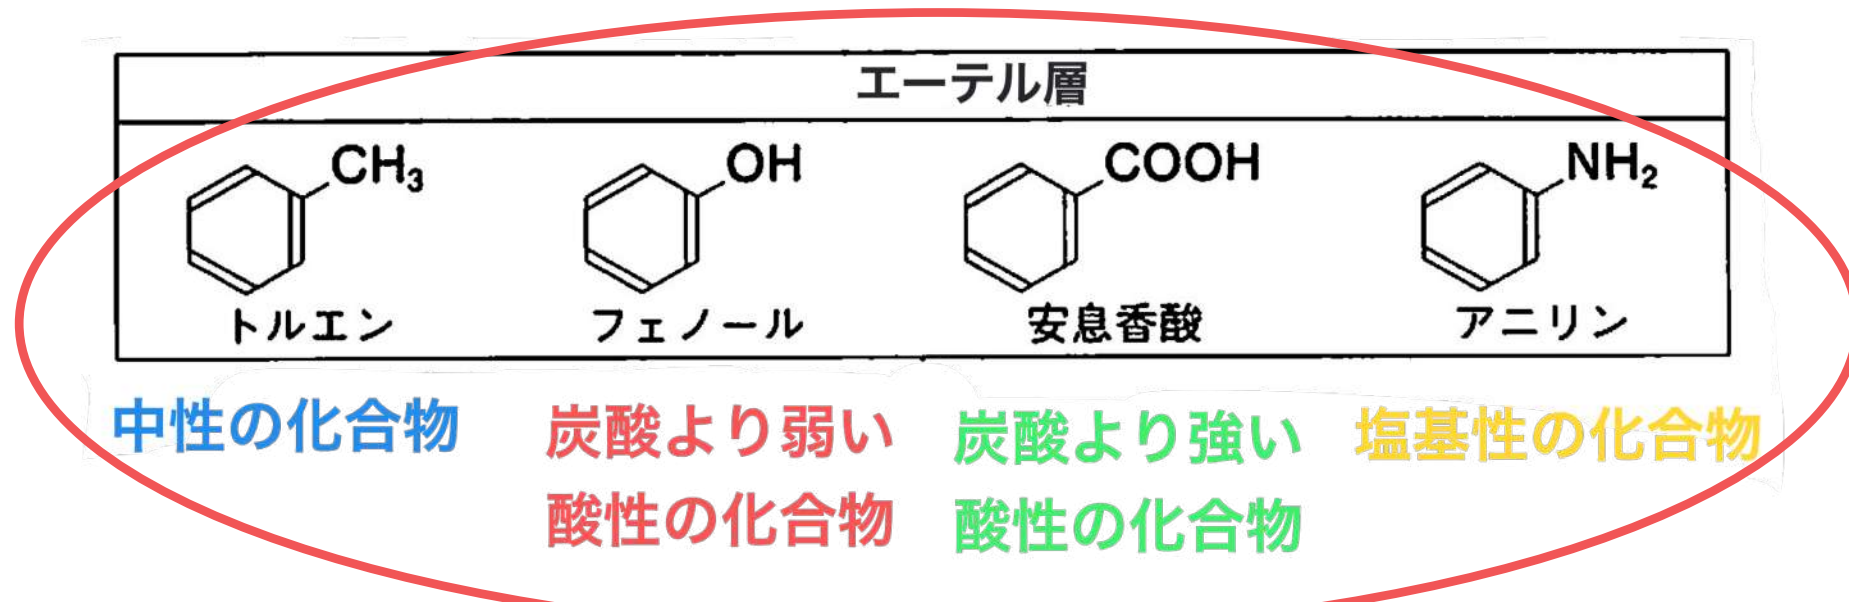 エーテル層
CH₃
OH
COOH
NH₂
トルエン
フェノール
安息香酸
アニリン
中性の化合物
炭酸より弱い
酸性の化合物
炭酸より強い
酸性の化合物
塩基性の化合物